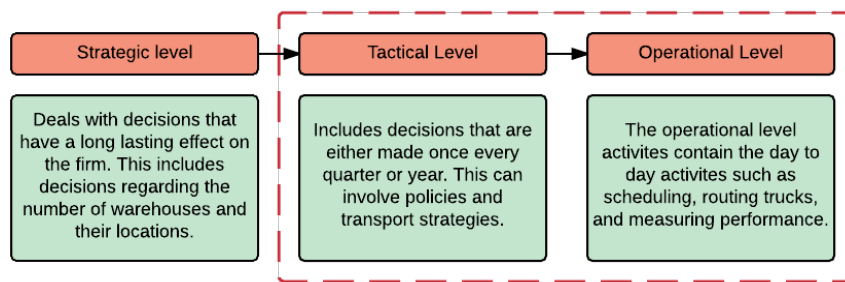 Strategic level
Tactical Level
Operational Level
Deals with decisions that
have a long lasting effect on
the firm. This includes
decisions regarding the
number of warehouses and
their locations.
Includes decisions that are
either made once every
quarter or year. This can
involve policies and
transport strategies.
The operational level
activites contain the day to
day activites such as
scheduling, routing trucks,
and measuring performance.